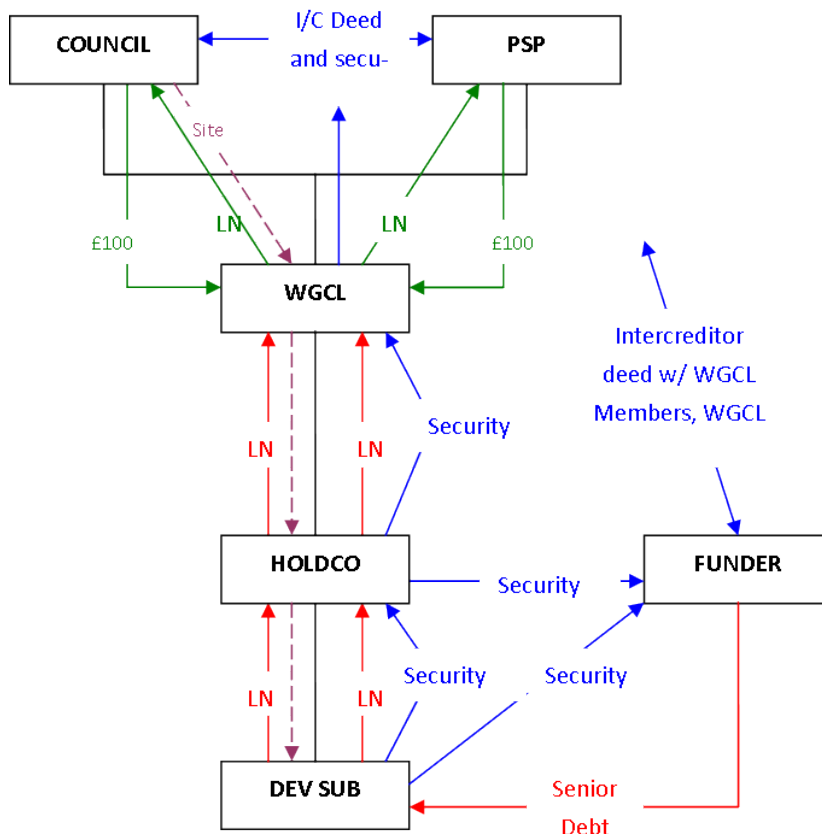 COUNCIL
I/C Deed
and secu-
PSP
Site
LN
LN
£100
£100
WGCL
Intercreditor
deed w/ WGCL
Members, WGCL
Security
LN
LN
HOLDCO
FUNDER
Security
Security
Security
LN
LN
DEV SUB
Senior
Debt